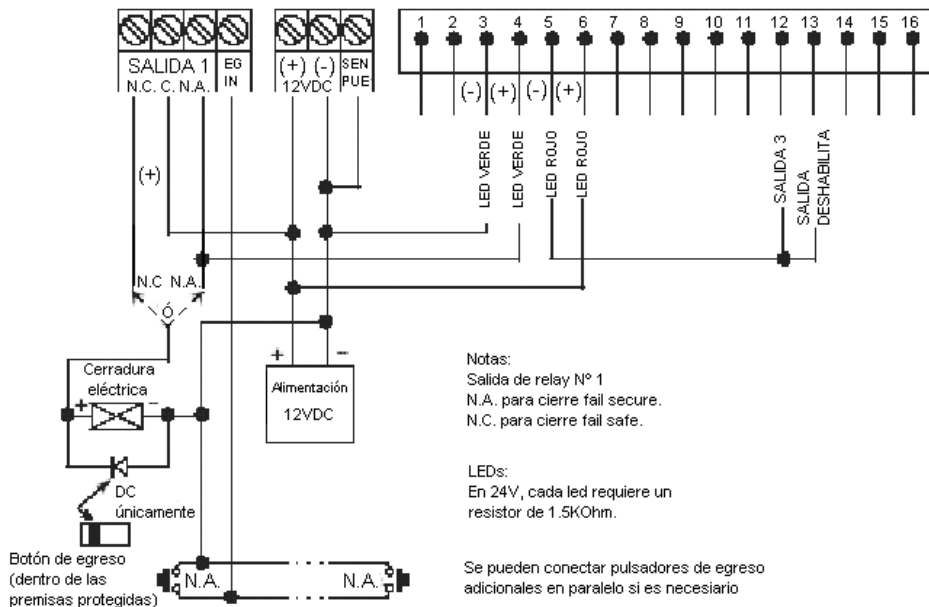 SALIDA 1
EG
IN
(+) (-)
12VDC
SEN
PUE
1 2 3 4 5 6 7 8 9 10 11 12 13 14 15 16
N.C. C. N.A.
(-) (+) (-) (+)
(+)
LED VERDE
LED VERDE
LED ROJO
LED ROJO
SALIDA 3
SALIDA
DESHABILITA
N.C N.A.
Ó
+ −
Alimentación
12VDC
Cerradura
eléctrica
+ −
DC
únicamente
Notas:
Salida de relay Nº 1
N.A. para cierre fail secure.
N.C. para cierre fail safe.
LEDs:
En 24V, cada led requiere un
resistor de 1.5KOhm.
Botón de egreso
(dentro de las
premisas protegidas)
N.A. N.A.
Se pueden conectar pulsadores de egreso
adicionales en paralelo si es necesario